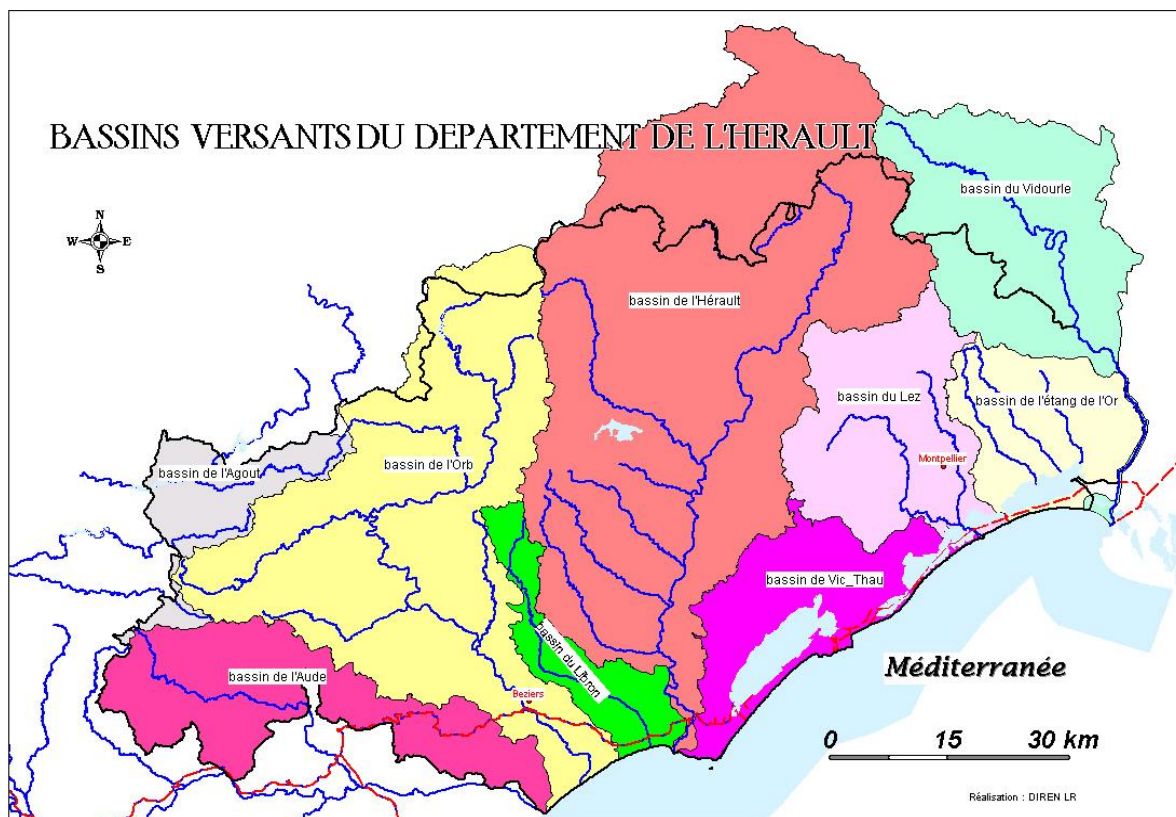 BASSINS VERSANTS DU DEPARTEMENT DE L'HERAULT
N
W E
S
bassin du Vidourle
bassin de l'Hérault
bassin du Lez
bassin de l'étang de l'Or
Montpellier
bassin de l'Orb
bassin de l'Agout
bassin de Vic_Thau
bassin du Libron
bassin de l'Aude
Beziers
Méditerranée
0 15 30 km
Réalisation : DIREN LR